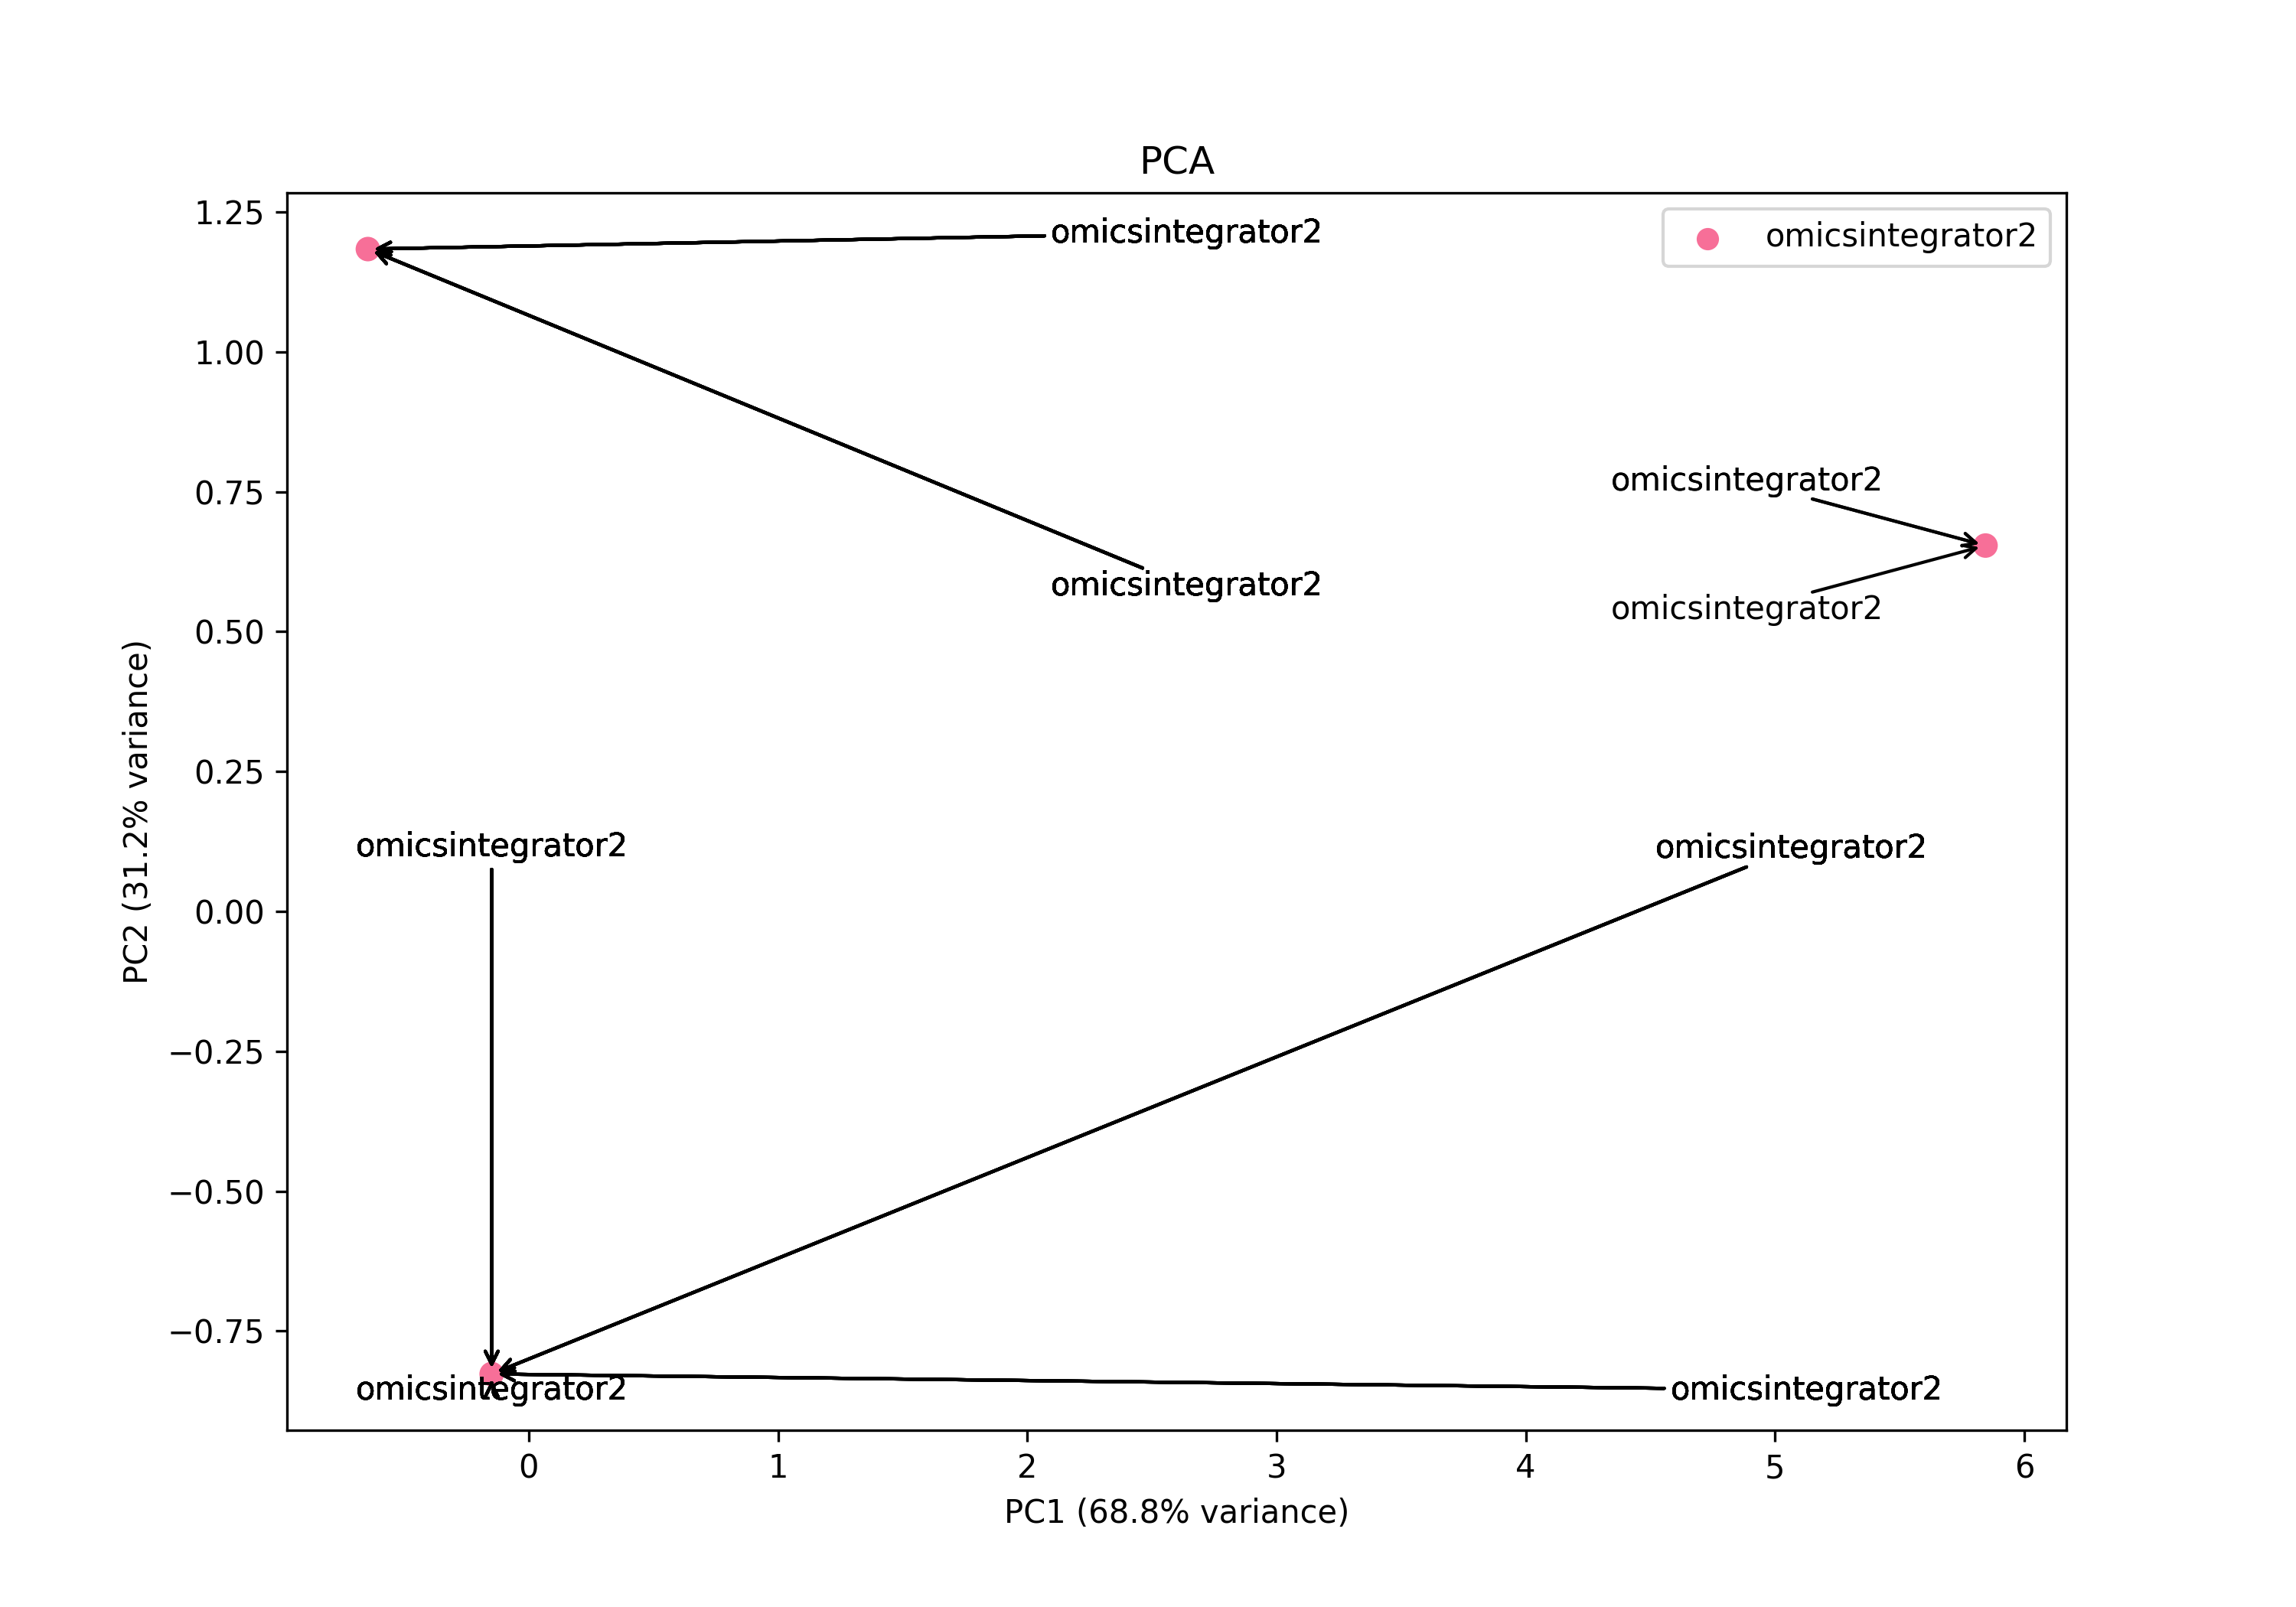 PCA
1.25
1.00
0.75
0.50
0.25
0.00
−0.25
−0.50
−0.75
PC2 (31.2% variance)
omicsintegrator2
omicsintegrator2
omicsintegrator2
omicsintegrator2
omicsintegrator2
omicsintegrator2
omicsintegrator2
omicsintegrator2
omicsintegrator2
0 1 2 3 4 5 6
PC1 (68.8% variance)